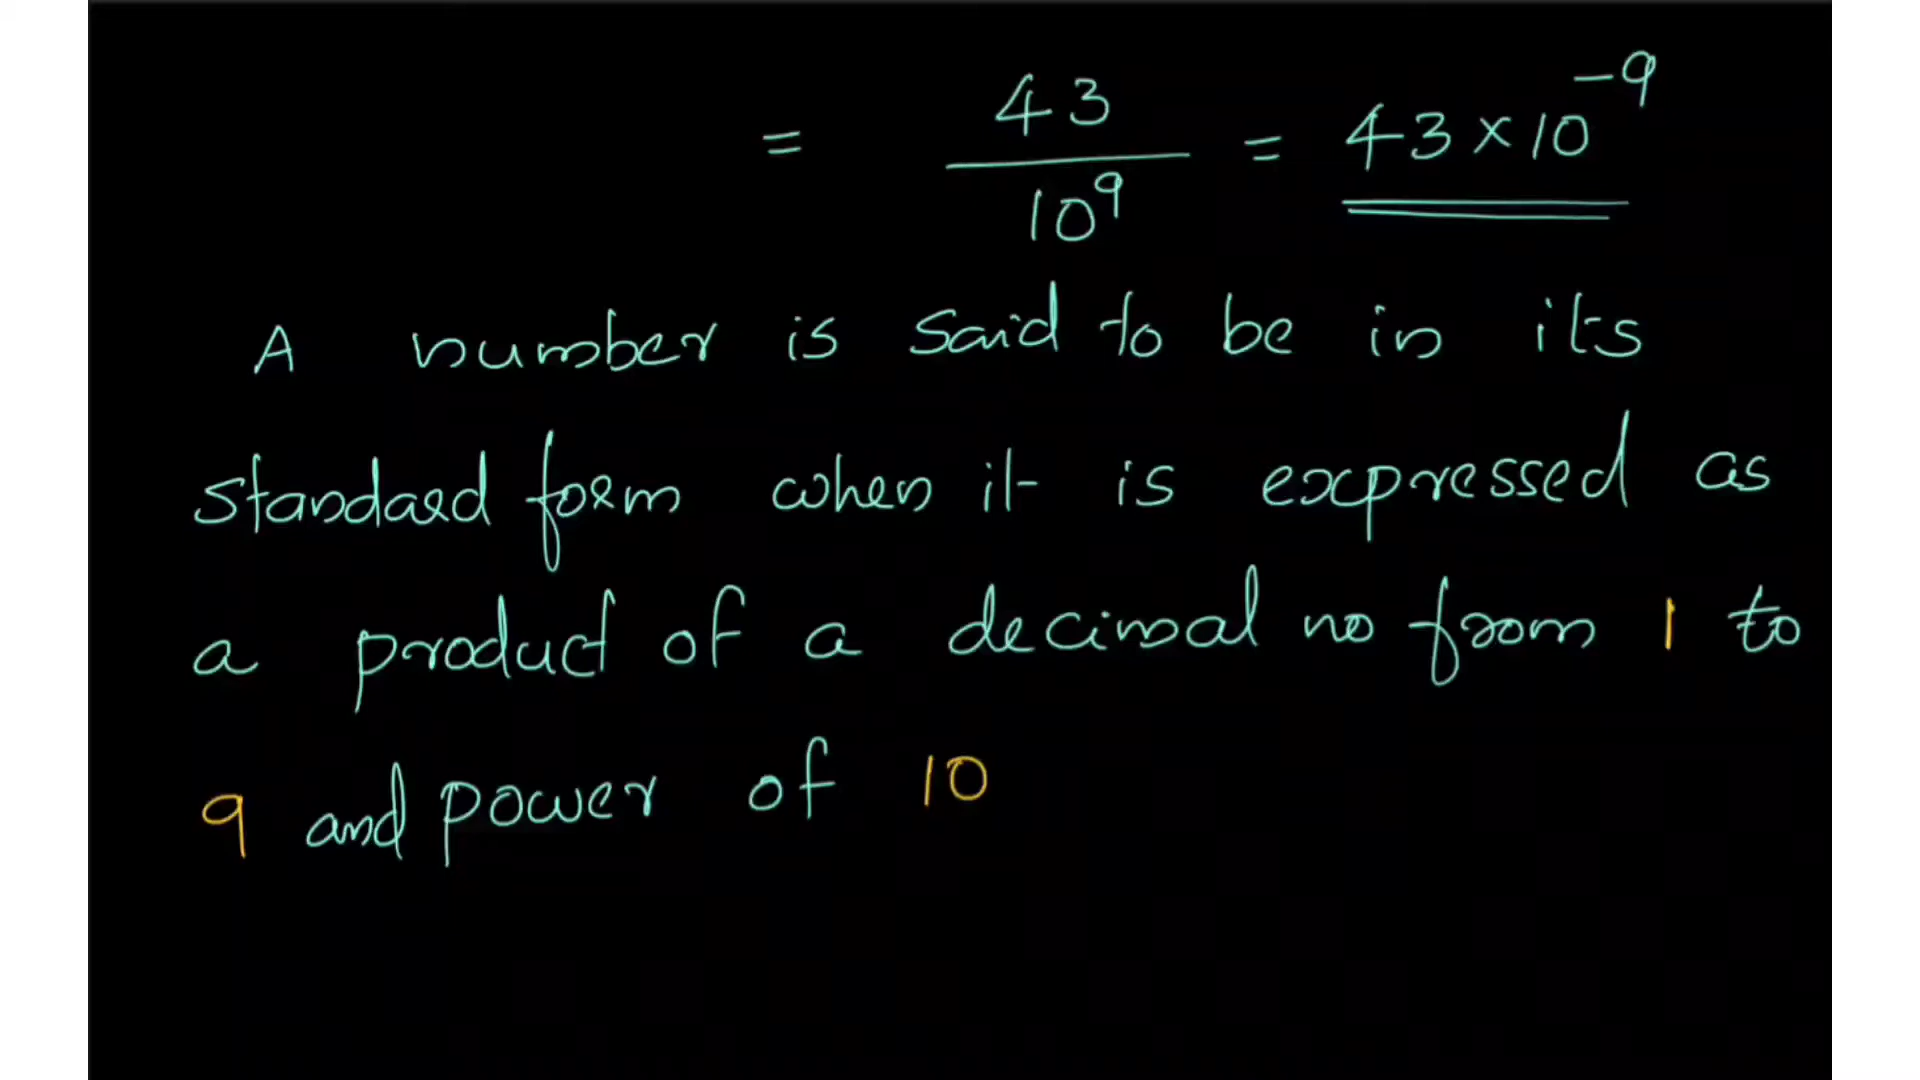 = 43/10⁹ = 43 × 10⁻⁹
A number is said to be in its
standard form when it is expressed as
a product of a decimal no from 1 to
9 and power of 10